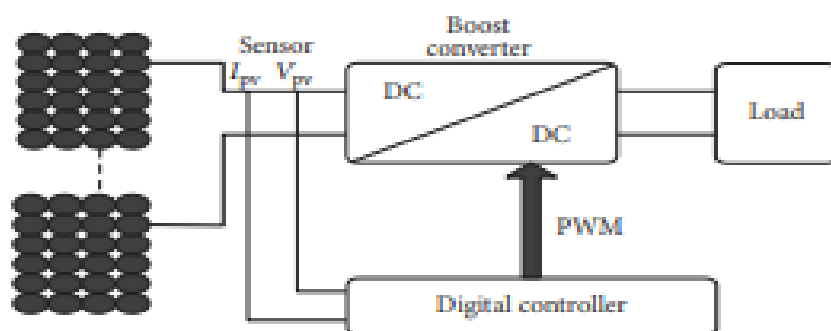 Boost
converter
Sensor
Ipv Vpv
DC
DC
Load
PWM
Digital controller